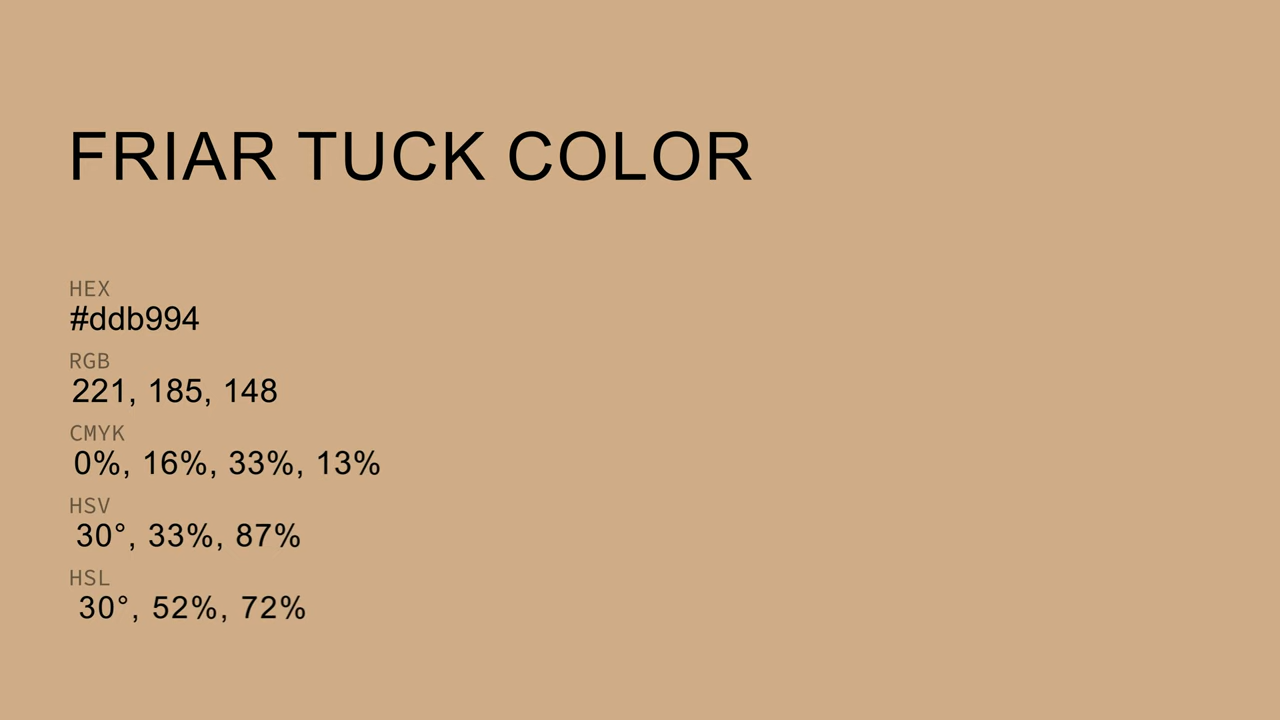 FRIAR TUCK COLOR
HEX
#ddb994
RGB
221, 185, 148
CMYK
0%, 16%, 33%, 13%
HSV
30°, 33%, 87%
HSL
30°, 52%, 72%